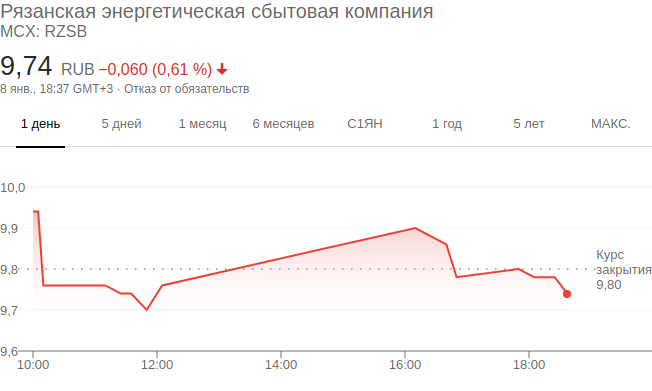 Рязанская энергетическая сбытовая компания
MCX: RZSB
9,74 RUB −0,060 (0,61 %)
8 янв., 18:37 GMT+3 · Отказ от обязательств
1 день 5 дней 1 месяц 6 месяцев С1ЯН 1 год 5 лет МАКС.
10,0
9,9
9,8
9,7
9,6
Курс
закрытия
9,80
10:00 12:00 14:00 16:00 18:00